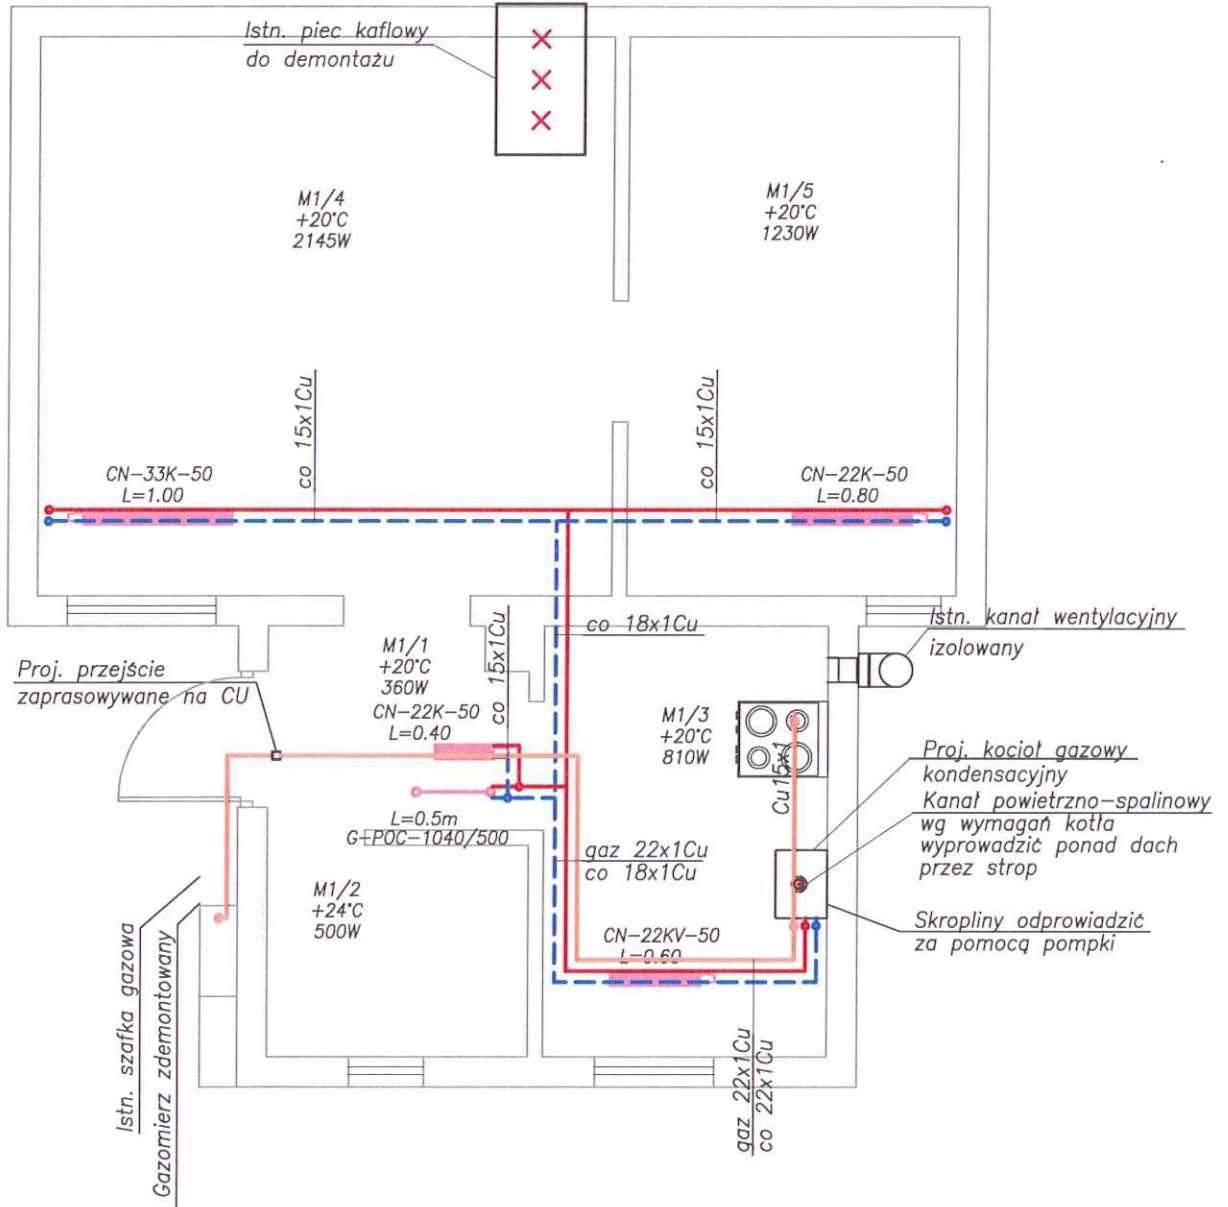 Istn. piec kaflowy
do demontażu
M1/4
+20°C
2145W
M1/5
+20°C
1230W
co 15x1Cu
co 15x1Cu
CN-33K-50
L=1.00
CN-22K-50
L=0.80
Istn. kanał wentylacyjny
izolowany
co 18x1Cu
co 15x1Cu
M1/1
+20°C
360W
Proj. przejście
zaprasowywane na CU
CN-22K-50
L=0.40
M1/3
+20°C
810W
Cu15x1
Proj. kocioł gazowy
kondensacyjny
Kanał powietrzno-spalinowy
wg wymagań kotła
wyprowadzić ponad dach
przez strop
L=0.5m
G-POC-1040/500
gaz 22x1Cu
co 18x1Cu
M1/2
+24°C
500W
Skropliny odprowiadzić
za pomocą pompki
CN-22KV-50
L=0.60
Istn. szafka gazowa
Gazomierz zdemontowany
gaz 22x1Cu
co 22x1Cu